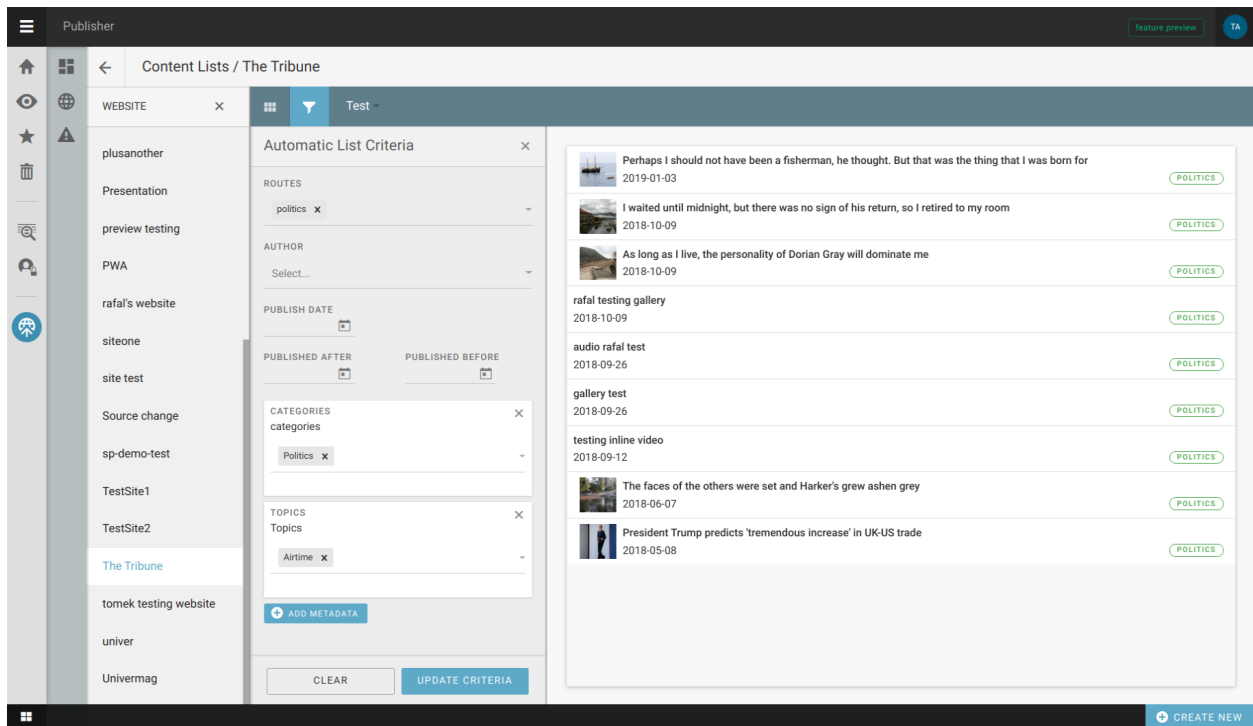 Publisher
feature preview
TA
Content Lists / The Tribune
WEBSITE
plusanother
Presentation
preview testing
PWA
rafal's website
siteone
site test
Source change
sp-demo-test
TestSite1
TestSite2
The Tribune
tomek testing website
univer
Univermag
Test
Automatic List Criteria
ROUTES
politics x
AUTHOR
Select...
PUBLISH DATE
PUBLISHED AFTER PUBLISHED BEFORE
CATEGORIES
categories
Politics x
TOPICS
Topics
Airtime x
ADD METADATA
CLEAR UPDATE CRITERIA
Perhaps I should not have been a fisherman, he thought. But that was the thing that I was born for
2019-01-03 POLITICS
I waited until midnight, but there was no sign of his return, so I retired to my room
2018-10-09 POLITICS
As long as I live, the personality of Dorian Gray will dominate me
2018-10-09 POLITICS
rafal testing gallery
2018-10-09 POLITICS
audio rafal test
2018-09-26 POLITICS
gallery test
2018-09-26 POLITICS
testing inline video
2018-09-12 POLITICS
The faces of the others were set and Harker's grew ashen grey
2018-06-07 POLITICS
President Trump predicts 'tremendous increase' in UK-US trade
2018-05-08 POLITICS
CREATE NEW